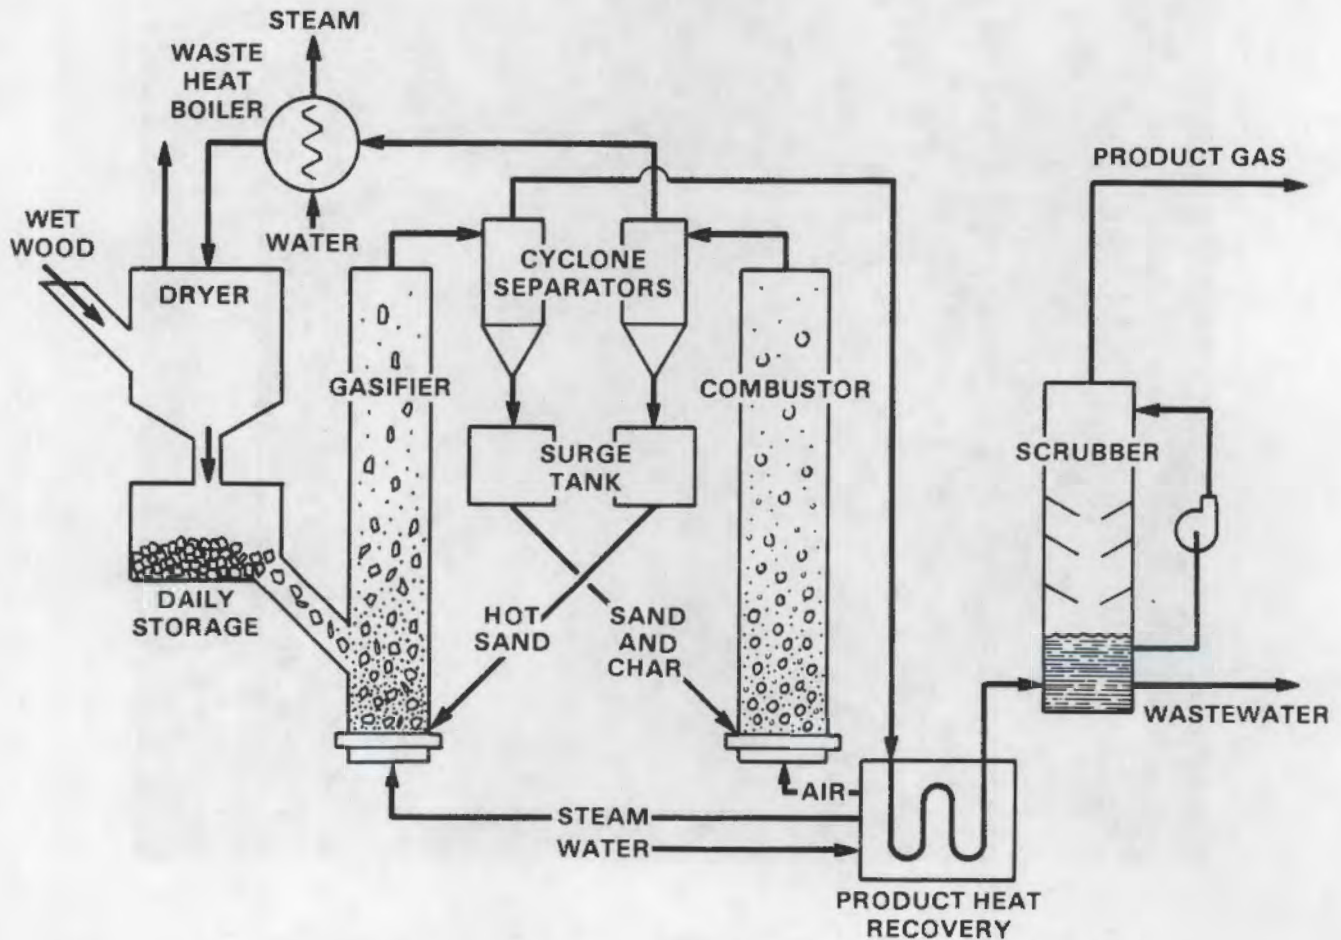 STEAM
WASTE
HEAT
BOILER
PRODUCT GAS
WET
WOOD
WATER
DRYER
CYCLONE
SEPARATORS
GASIFIER
COMBUSTOR
SCRUBBER
SURGE
TANK
DAILY
STORAGE
HOT
SAND
SAND
AND
CHAR
WASTEWATER
AIR
STEAM
WATER
PRODUCT HEAT
RECOVERY